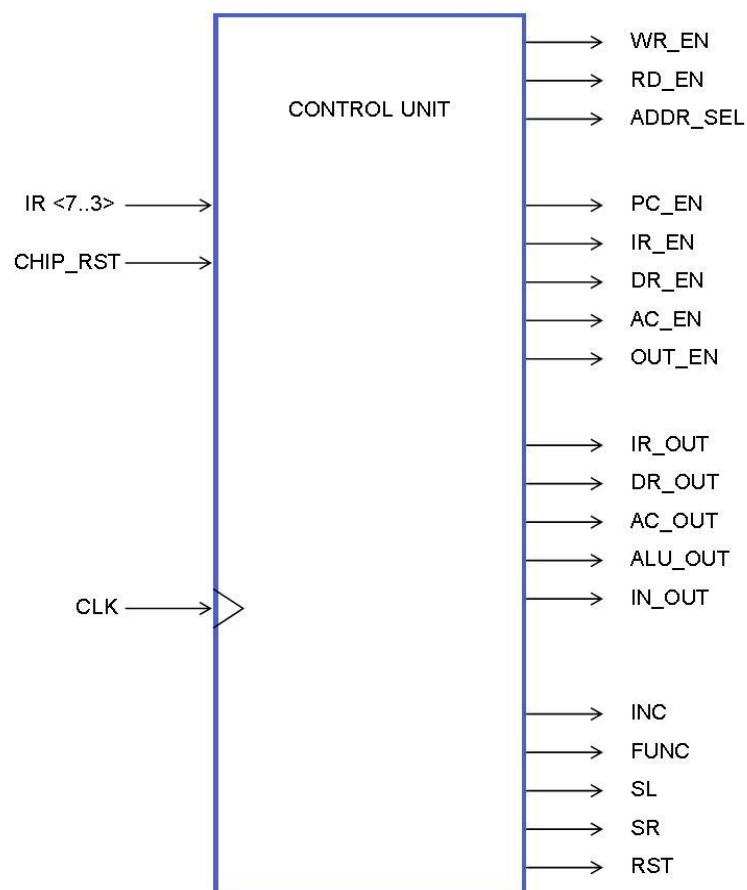 CONTROL UNIT
IR <7..3>
CHIP_RST
CLK
WR_EN
RD_EN
ADDR_SEL
PC_EN
IR_EN
DR_EN
AC_EN
OUT_EN
IR_OUT
DR_OUT
AC_OUT
ALU_OUT
IN_OUT
INC
FUNC
SL
SR
RST